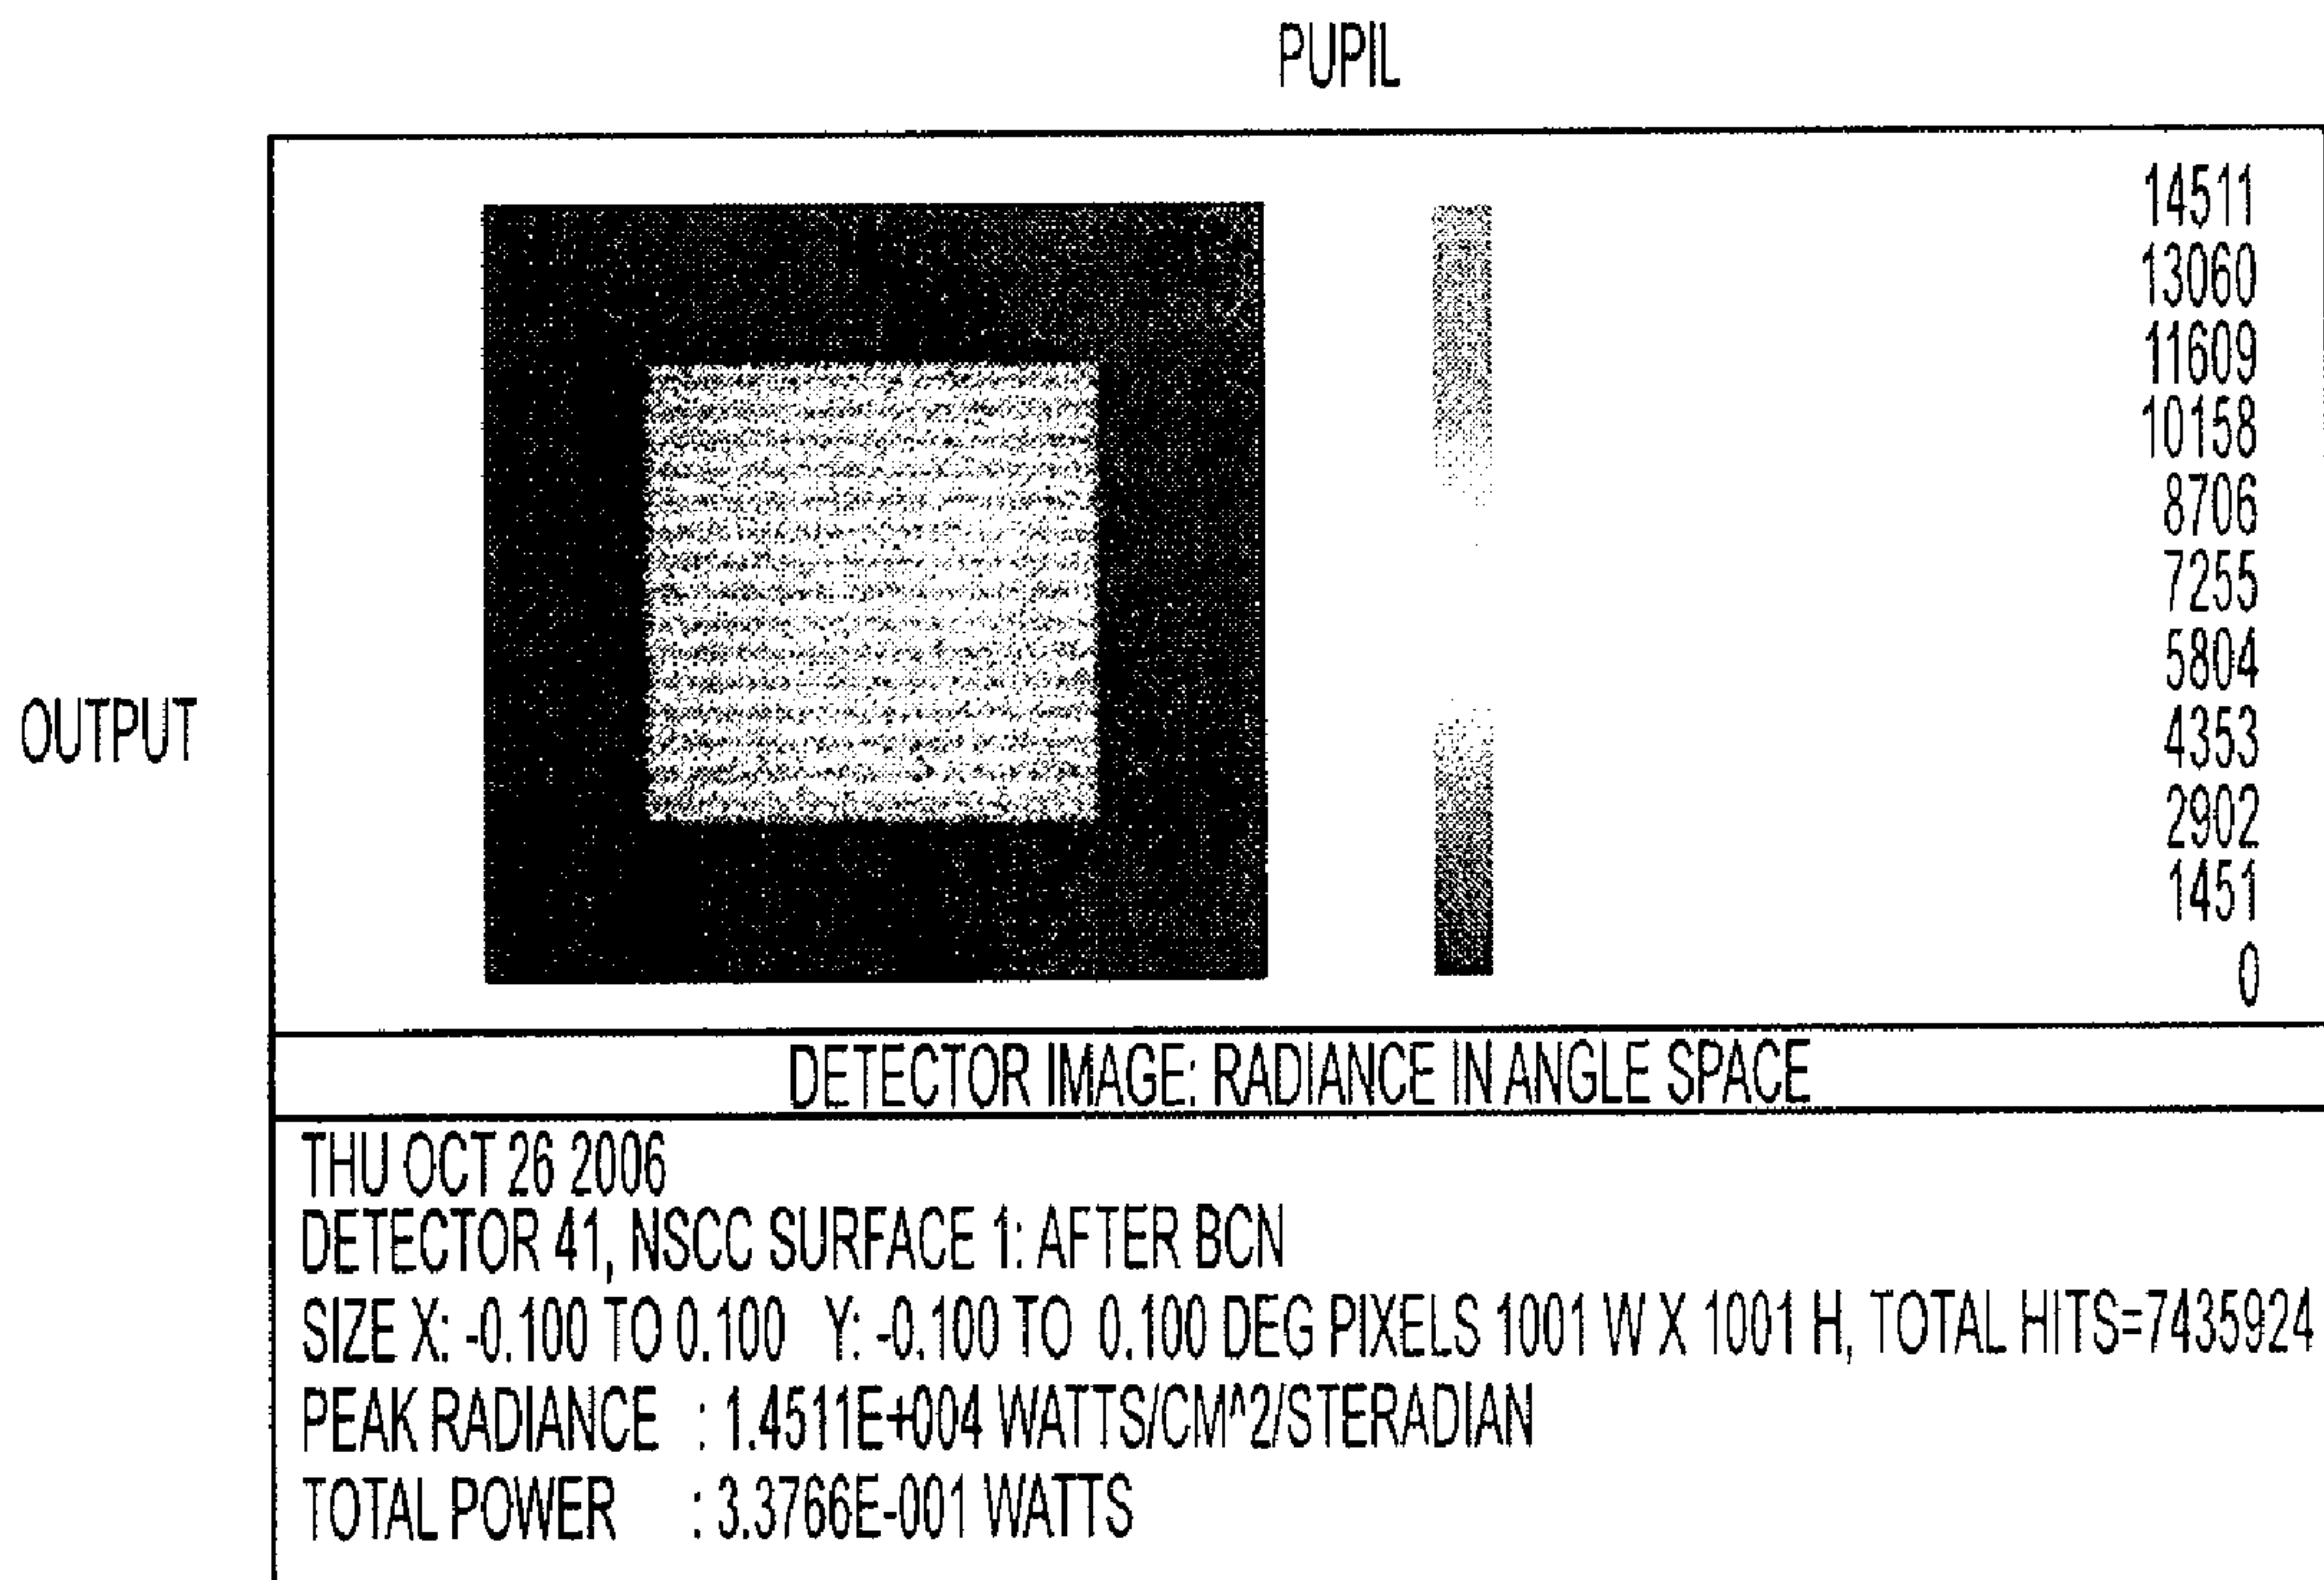 PUPIL
14511
13060
11609
10158
8706
7255
5804
OUTPUT
4353
2902
1451
0
DETECTOR IMAGE: RADIANCE IN ANGLE SPACE
THU OCT 26 2006
DETECTOR 41, NSCC SURFACE 1: AFTER BCN
SIZE X: -0.100 TO 0.100 Y: -0.100 TO 0.100 DEG PIXELS 1001 W X 1001 H, TOTAL HITS=7435924
PEAK RADIANCE : 1.4511E+004 WATTS/CM^2/STERADIAN
TOTAL POWER : 3.3766E-001 WATTS